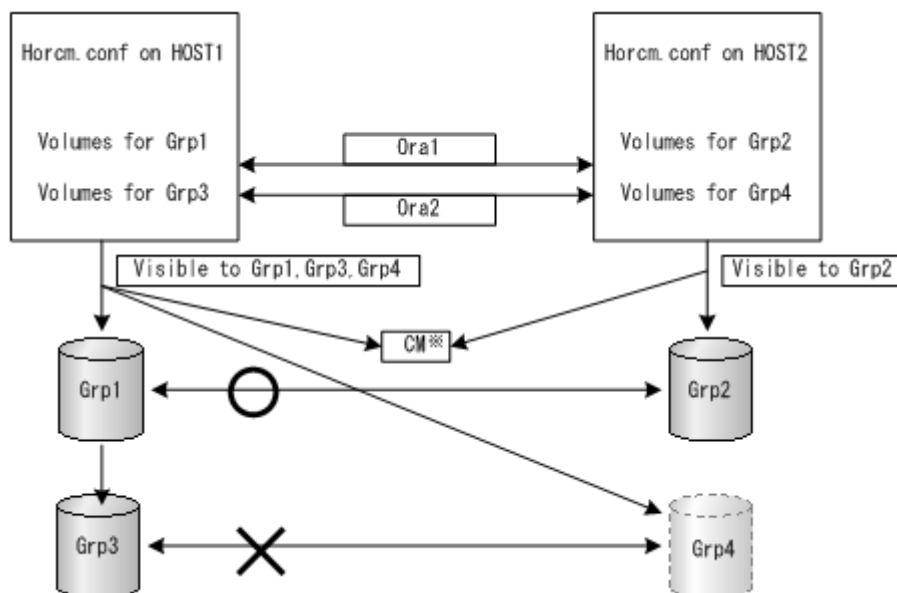 Horcm.conf on HOST1
Horcm.conf on HOST2
Volumes for Grp1
Ora1
Volumes for Grp2
Volumes for Grp3
Ora2
Volumes for Grp4
Visible to Grp1,Grp3,Grp4
Visible to Grp2
CM※
Grp1
Grp2
Grp3
Grp4